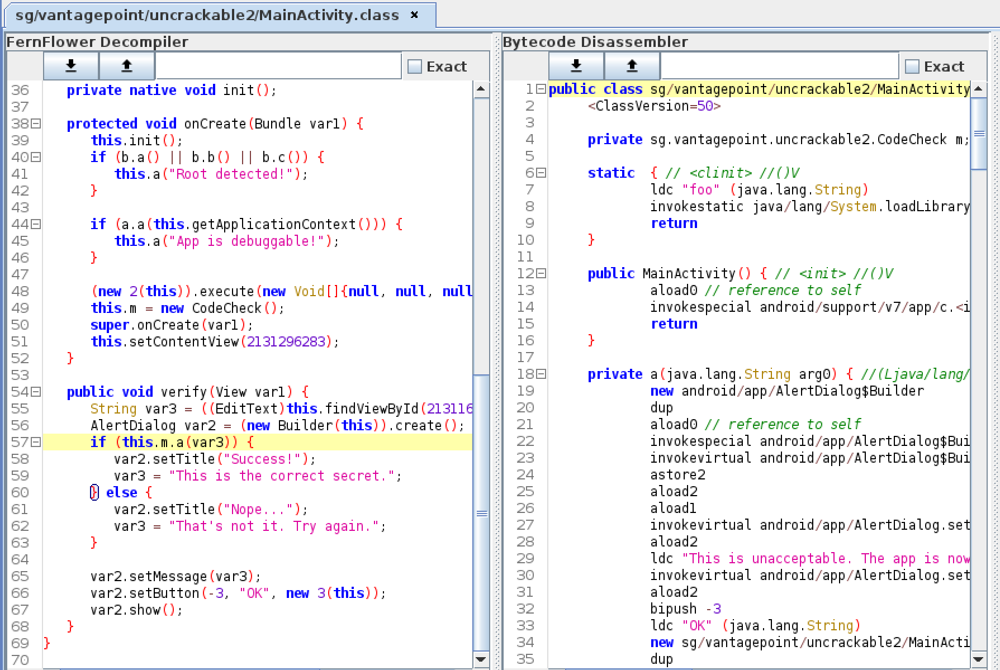 sg/vantagepoint/uncrackable2/MainActivity.class ×
FernFlower Decompiler
Exact
36 private native void init();
37
38 protected void onCreate(Bundle var1) {
39 this.init();
40 if (b.a() || b.b() || b.c()) {
41 this.a("Root detected!");
42 }
43
44 if (a.a(this.getApplicationContext())) {
45 this.a("App is debuggable!");
46 }
47
48 (new 2(this)).execute(new Void[]{null, null, null
49 this.m = new CodeCheck();
50 super.onCreate(var1);
51 this.setContentView(2131296283);
52 }
53
54 public void verify(View var1) {
55 String var3 = ((EditText)this.findViewById(213116
56 AlertDialog var2 = (new Builder(this)).create();
57 if (this.m.a(var3)) {
58 var2.setTitle("Success!");
59 var3 = "This is the correct secret.";
60 } else {
61 var2.setTitle("Nope...");
62 var3 = "That's not it. Try again.";
63 }
64
65 var2.setMessage(var3);
66 var2.setButton(-3, "OK", new 3(this));
67 var2.show();
68 }
69 }
70
Bytecode Disassembler
Exact
1 public class sg/vantagepoint/uncrackable2/MainActivity
2 <ClassVersion=50>
3
4 private sg.vantagepoint.uncrackable2.CodeCheck m;
5
6 static { // <clinit> //()V
7 ldc "foo" (java.lang.String)
8 invokestatic java/lang/System.loadLibrary
9 return
10 }
11
12 public MainActivity() { // <init> //()V
13 aload0 // reference to self
14 invokespecial android/support/v7/app/c.<i
15 return
16 }
17
18 private a(java.lang.String arg0) { //(Ljava/lang/
19 new android/app/AlertDialog$Builder
20 dup
21 aload0 // reference to self
22 invokespecial android/app/AlertDialog$Bui
23 invokevirtual android/app/AlertDialog$Bui
24 astore2
25 aload2
26 aload1
27 invokevirtual android/app/AlertDialog.set
28 aload2
29 ldc "This is unacceptable. The app is now
30 invokevirtual android/app/AlertDialog.set
31 aload2
32 bipush -3
33 ldc "OK" (java.lang.String)
34 new sg/vantagepoint/uncrackable2/MainActi
35 dup